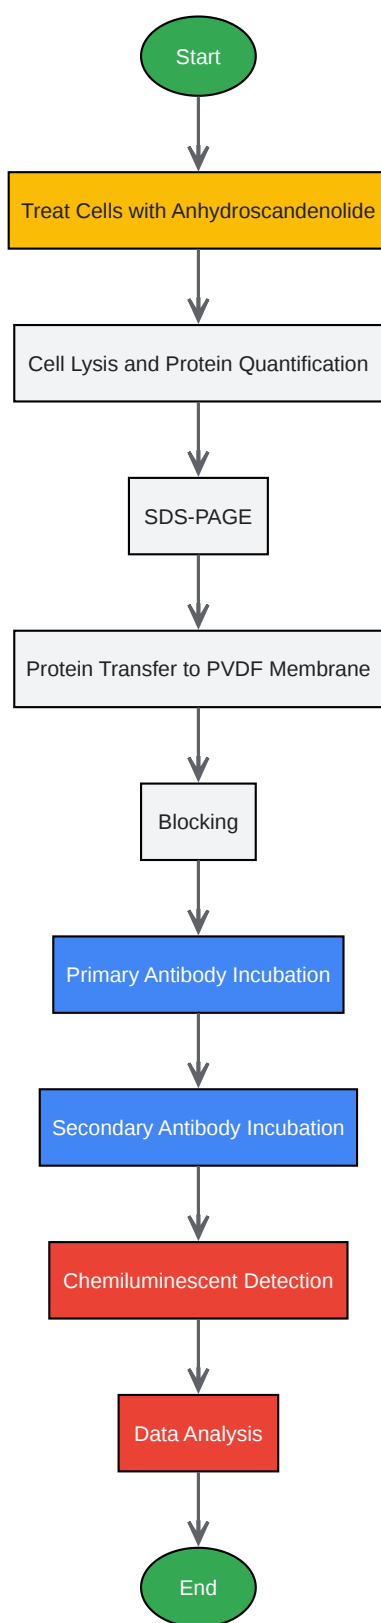 Start
Treat Cells with Anhydroscandenolide
Cell Lysis and Protein Quantification
SDS-PAGE
Protein Transfer to PVDF Membrane
Blocking
Primary Antibody Incubation
Secondary Antibody Incubation
Chemiluminescent Detection
Data Analysis
End